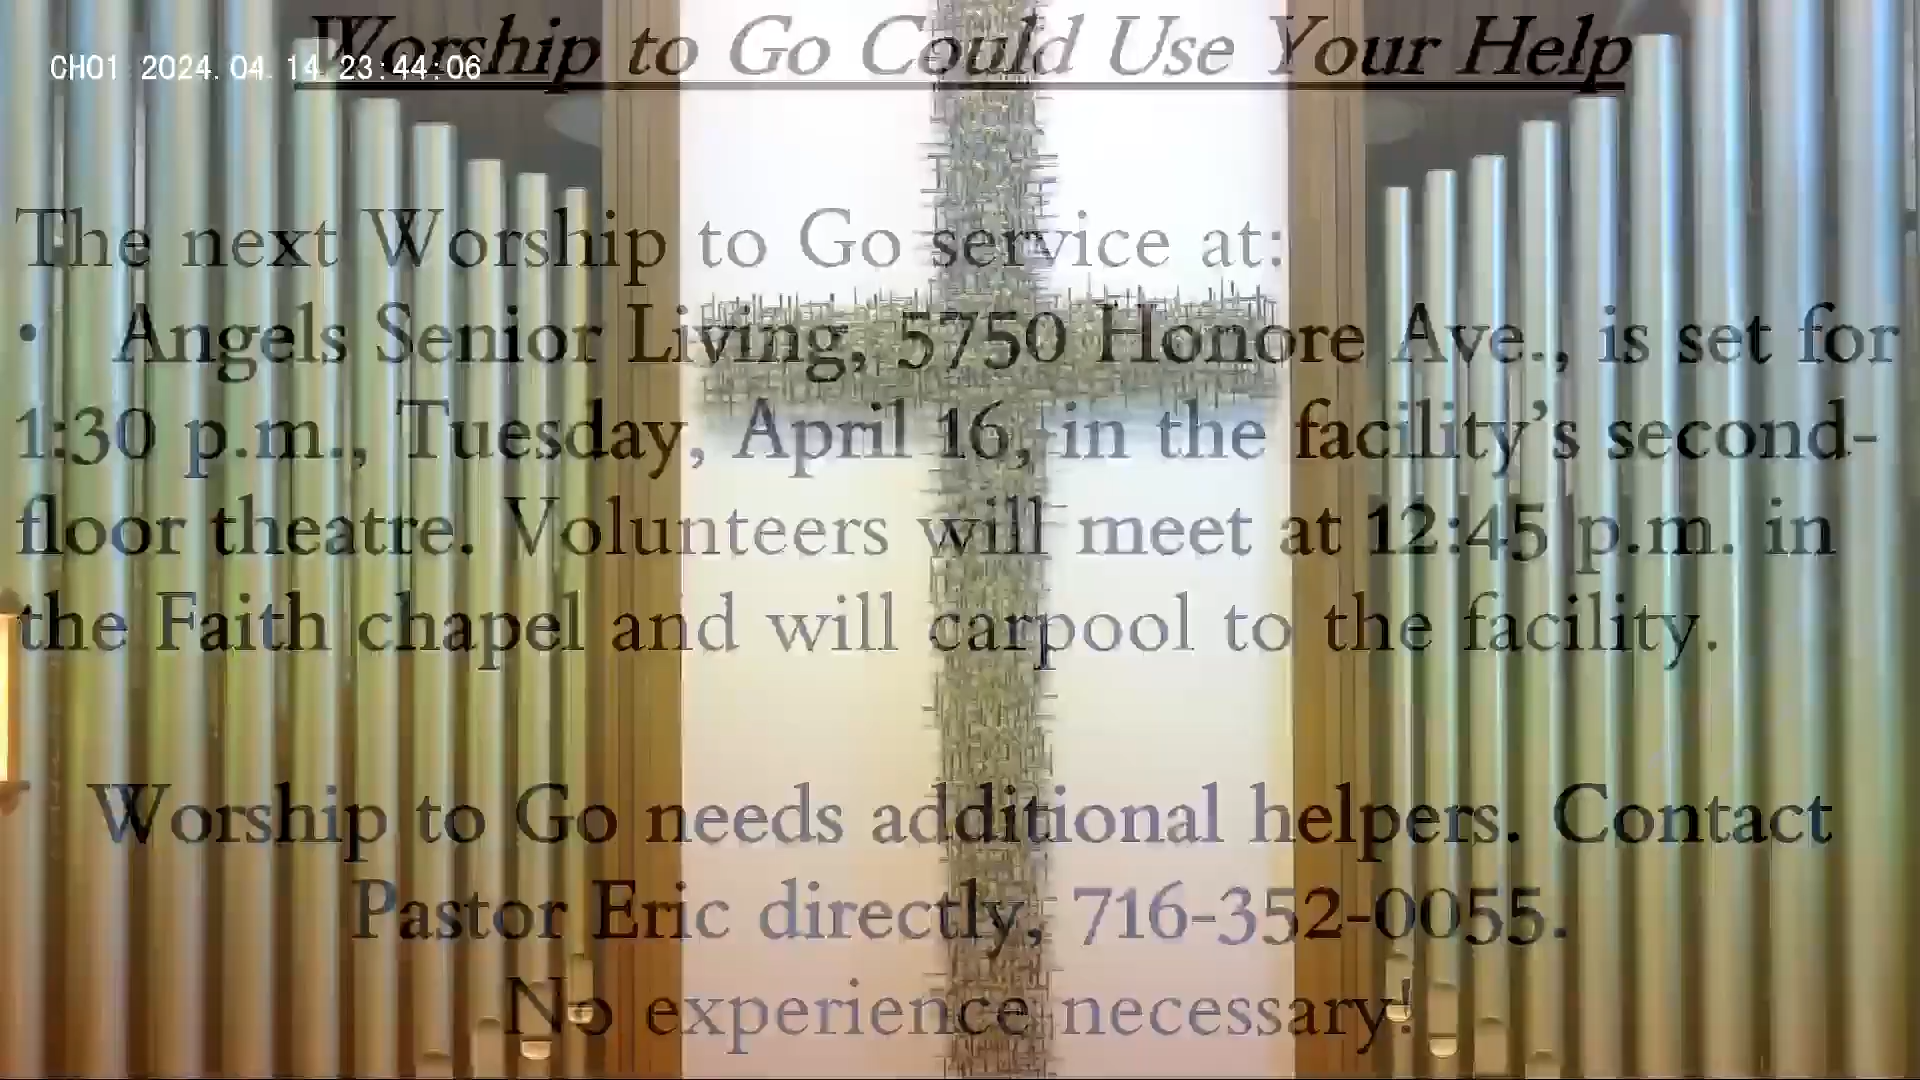 Worship to Go Could Use Your Help
CH01 2024.04.14 23:44:06
The next Worship to Go service at:
• Angels Senior Living, 5750 Honore Ave., is set for
1:30 p.m., Tuesday, April 16, in the facility's second-
floor theatre. Volunteers will meet at 12:45 p.m. in
the Faith chapel and will carpool to the facility.
Worship to Go needs additional helpers. Contact
Pastor Eric directly, 716-352-0055.
No experience necessary!